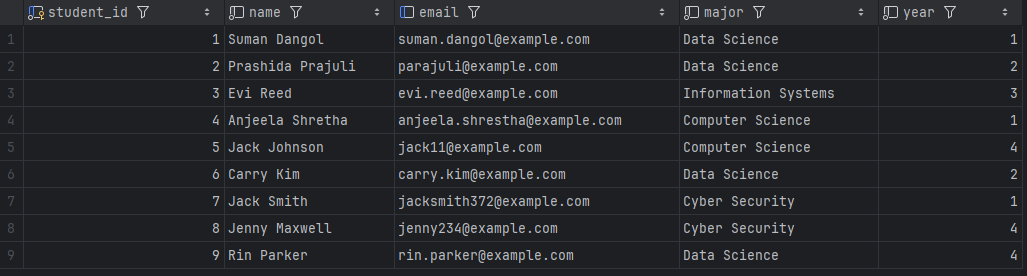 student_id name email major year
1 1 Suman Dangol suman.dangol@example.com Data Science 1
2 2 Prashida Prajuli parajuli@example.com Data Science 2
3 3 Evi Reed evi.reed@example.com Information Systems 3
4 4 Anjeela Shretha anjeela.shrestha@example.com Computer Science 1
5 5 Jack Johnson jack11@example.com Computer Science 4
6 6 Carry Kim carry.kim@example.com Data Science 2
7 7 Jack Smith jacksmith372@example.com Cyber Security 1
8 8 Jenny Maxwell jenny234@example.com Cyber Security 4
9 9 Rin Parker rin.parker@example.com Data Science 4